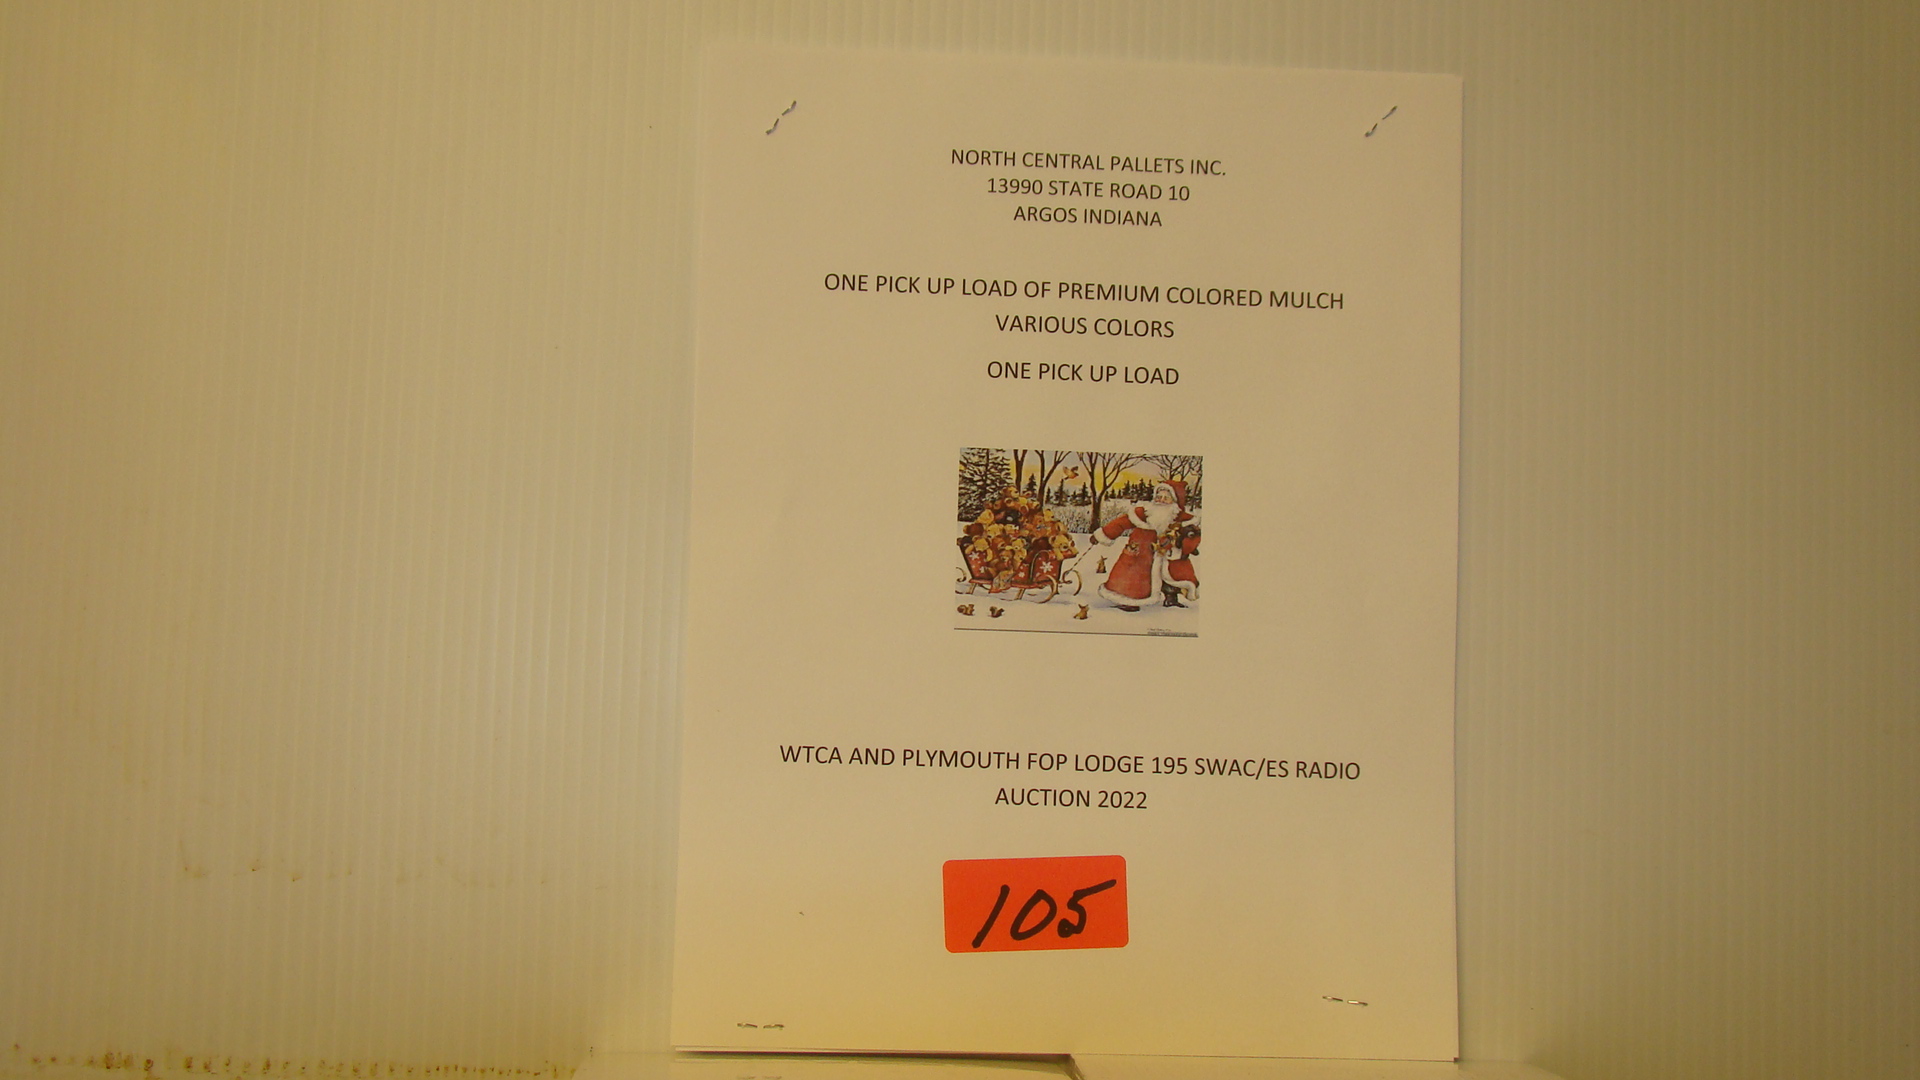 NORTH CENTRAL PALLETS INC.
13990 STATE ROAD 10
ARGOS INDIANA
ONE PICK UP LOAD OF PREMIUM COLORED MULCH
VARIOUS COLORS
ONE PICK UP LOAD
WTCA AND PLYMOUTH FOP LODGE 195 SWAC/ES RADIO
AUCTION 2022
105